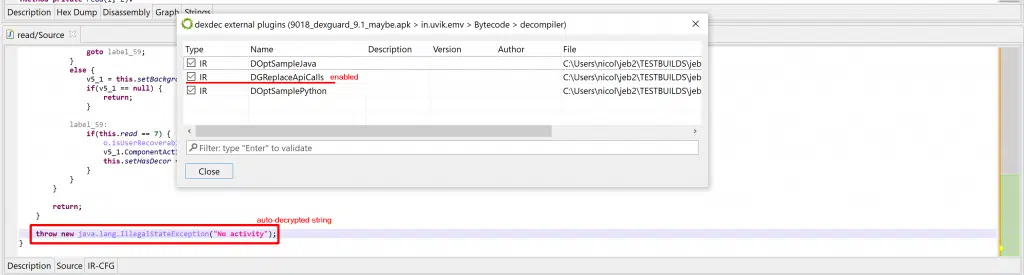 Description Hex Dump Disassembly Graph Strings
read/Source
goto label_59;
}
else {
v5_1 = this.setBackgr
if(v5_1 == null) {
return;
}
label_59:
if(this.read == 7) {
o.isUserRecoverabl
v5_1.ComponentActi
this.setHasDecor =
}
}
}
return;
}
auto-decrypted string
throw new java.lang.IllegalStateException("No activity");
}
Description Source IR-CFG
dexdec external plugins (9018_dexguard_9.1_maybe.apk > in.uvik.emv > Bytecode > decompiler)
Type Name Description Version Author File
IR DOptSampleJava C:\Users\nicol\jeb2\TESTBUILDS\jeb
IR DGReplaceApiCalls enabled C:\Users\nicol\jeb2\TESTBUILDS\jeb
IR DOptSamplePython C:\Users\nicol\jeb2\TESTBUILDS\jeb
Filter: type "Enter" to validate
Close